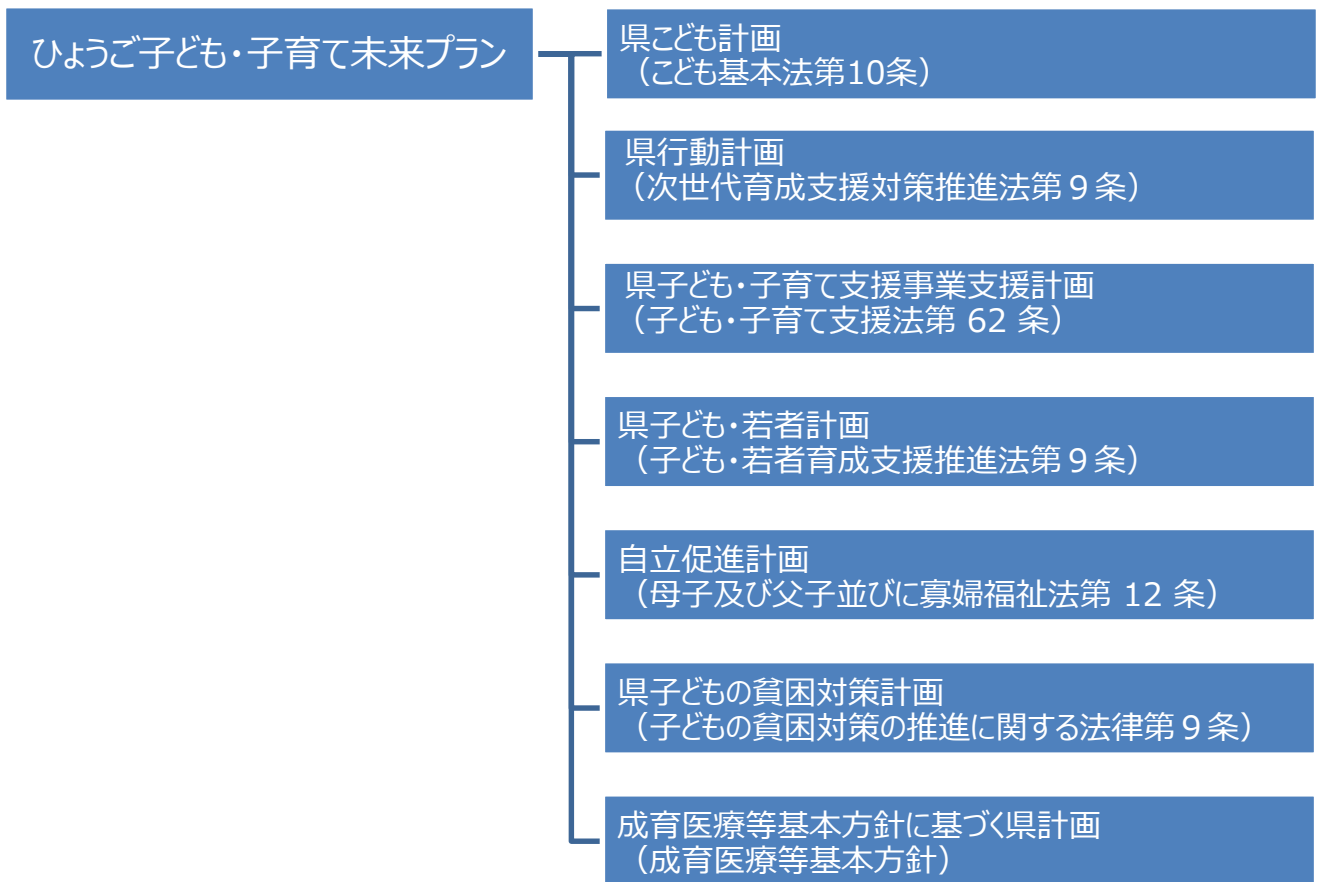 ひょうご子ども・子育て未来プラン
県こども計画
（こども基本法第10条）
県行動計画
（次世代育成支援対策推進法第９条）
県子ども・子育て支援事業支援計画
（子ども・子育て支援法第 62 条）
県子ども・若者計画
（子ども・若者育成支援推進法第９条）
自立促進計画
（母子及び父子並びに寡婦福祉法第 12 条）
県子どもの貧困対策計画
（子どもの貧困対策の推進に関する法律第９条）
成育医療等基本方針に基づく県計画
（成育医療等基本方針）